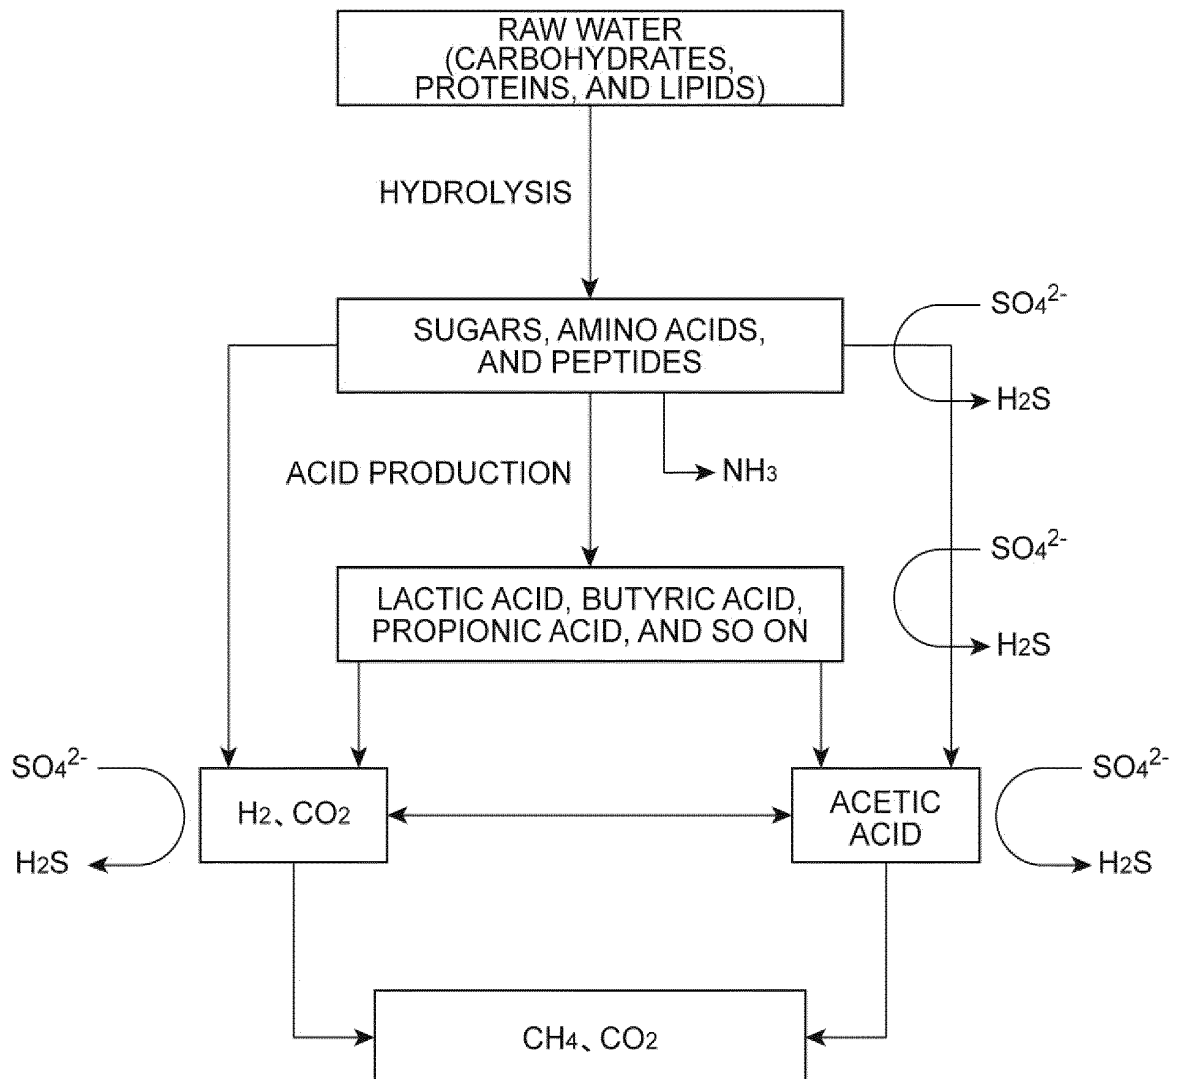 RAW WATER
(CARBOHYDRATES,
PROTEINS, AND LIPIDS)
HYDROLYSIS
SUGARS, AMINO ACIDS,
AND PEPTIDES
SO4²⁻
H2S
ACID PRODUCTION
NH3
SO4²⁻
H2S
LACTIC ACID, BUTYRIC ACID,
PROPIONIC ACID, AND SO ON
SO4²⁻
H2S
H2、CO2
ACETIC
ACID
SO4²⁻
H2S
CH4、CO2